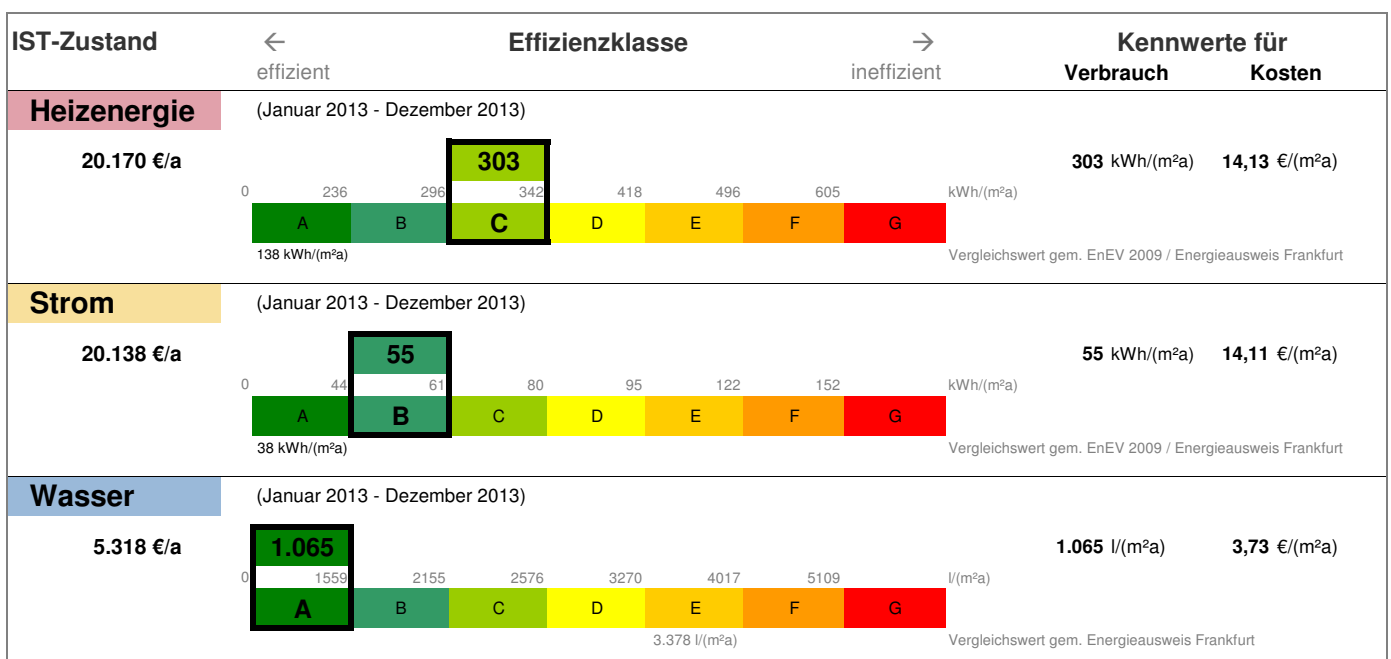 IST-Zustand ← Effizienzklasse → Kennwerte für
effizient ineffizient Verbrauch Kosten
Heizenergie (Januar 2013 - Dezember 2013)
20.170 €/a 303 303 kWh/(m²a) 14,13 €/(m²a)
0 236 296 342 418 496 605 kWh/(m²a)
A B C D E F G
138 kWh/(m²a) Vergleichswert gem. EnEV 2009 / Energieausweis Frankfurt
Strom (Januar 2013 - Dezember 2013)
20.138 €/a 55 55 kWh/(m²a) 14,11 €/(m²a)
0 44 61 80 95 122 152 kWh/(m²a)
A B C D E F G
38 kWh/(m²a) Vergleichswert gem. EnEV 2009 / Energieausweis Frankfurt
Wasser (Januar 2013 - Dezember 2013)
5.318 €/a 1.065 1.065 l/(m²a) 3,73 €/(m²a)
0 1559 2155 2576 3270 4017 5109 l/(m²a)
A B C D E F G
3.378 l/(m²a) Vergleichswert gem. Energieausweis Frankfurt